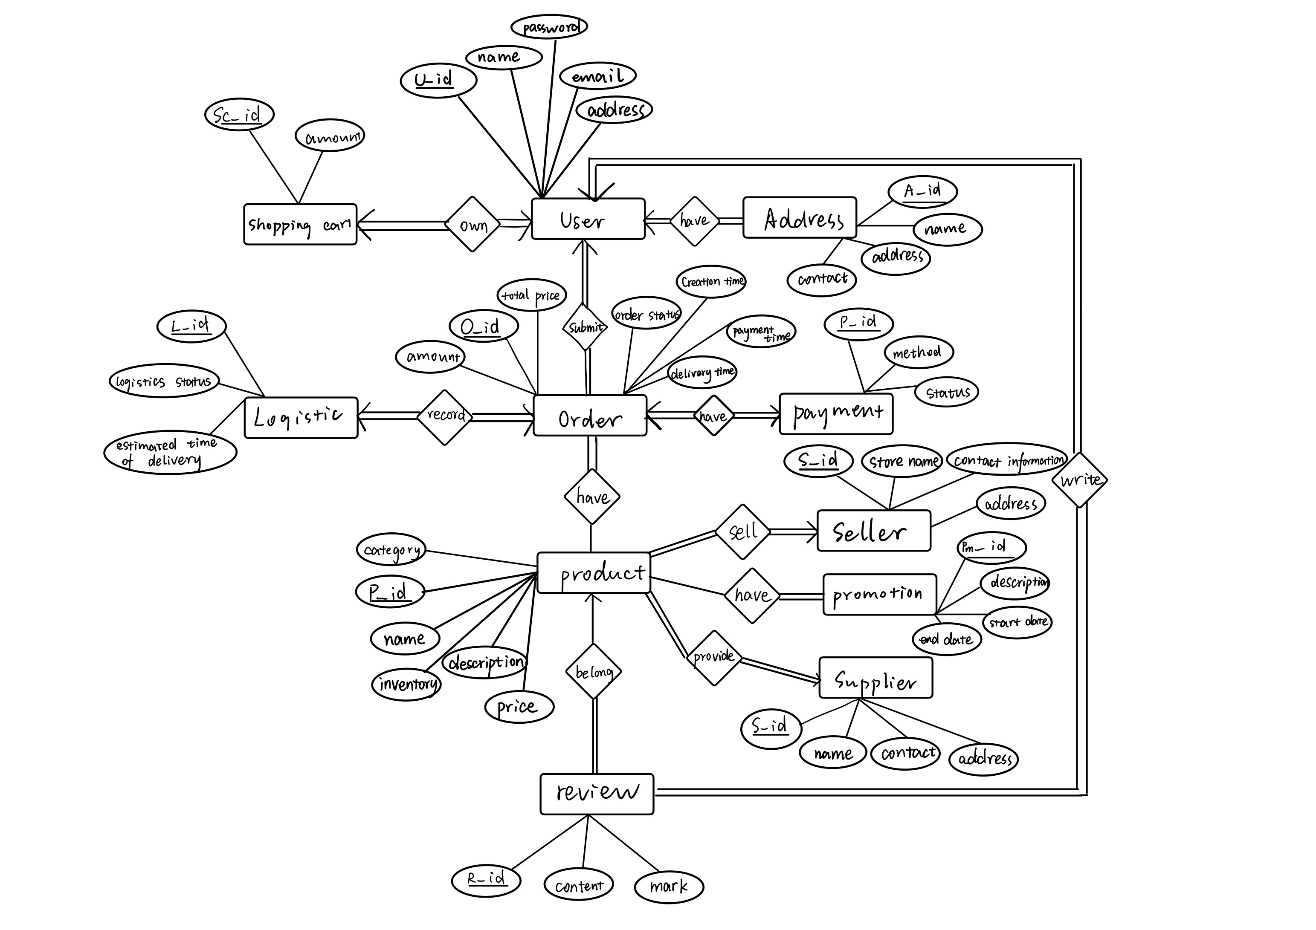 password
name
U_id
email
address
Sc_id
amount
Shopping cart
own
User
have
Address
A_id
name
address
contact
total price
Creation time
L_id
O_id
submit
order status
payment
time
P_id
amount
method
logistics status
delivery time
status
Logistic
record
Order
have
payment
estimated time
of delivery
S_id
store name
contact information
write
have
address
sell
Seller
category
Pm_id
product
description
P_id
have
promotion
start date
name
end date
description
provide
inventory
belong
Supplier
price
S_id
name
contact
address
review
R_id
content
mark